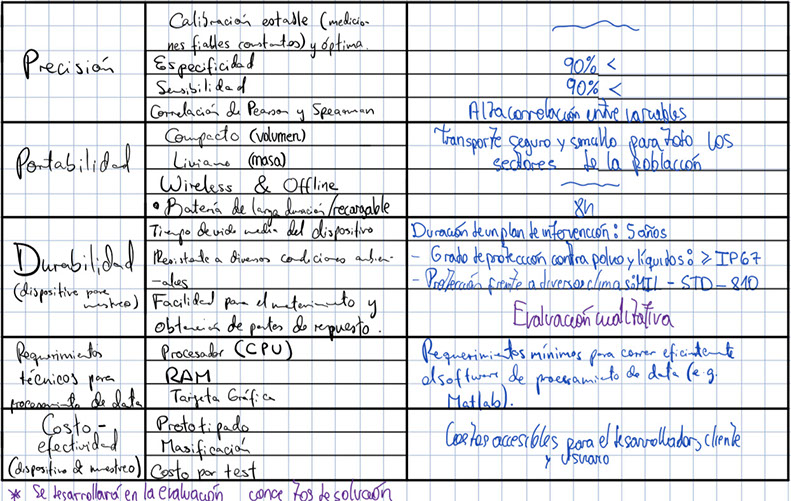 Calibración estable (medicio-
nes fiables constantes) y óptima.
Precisión
Especificidad
90% <
Sensibilidad
90% <
Correlación de Pearson y Spearman
Alta correlación entre variables
Portabilidad
Compacto (volumen)
Liviano (masa)
Transporte seguro y sencillo para todo los
sectores de la población
Wireless & Offline
• Batería de larga duración/recargable
8h
Durabilidad
(dispositivo para
muestreo)
Tiempo de vida media del dispositivo
Duración de un plan de intervención: 5 años
Resistente a diversos condiciones ambien-
-ales
- Grado de protección contra polvo y líquidos: ≥ IP67
- Protección frente a diversos climas: MIL-STD-810
Facilidad para el mantenimiento y
obtención de partes de repuesto.
Evaluación cualitativa
Requerimientos
técnicos para
procesamiento de data
Procesador (CPU)
RAM
Tarjeta Gráfica
Requerimientos mínimos para correr eficientemente
el software de procesamiento de data (e.g.
Matlab).
Costo-
efectividad
(dispositivo de muestreo)
Prototipado
Masificación
Costo por test
Costos accesibles para el desarrollador, cliente
y usuario
* Se desarrollará en la evaluación conceptos de solución